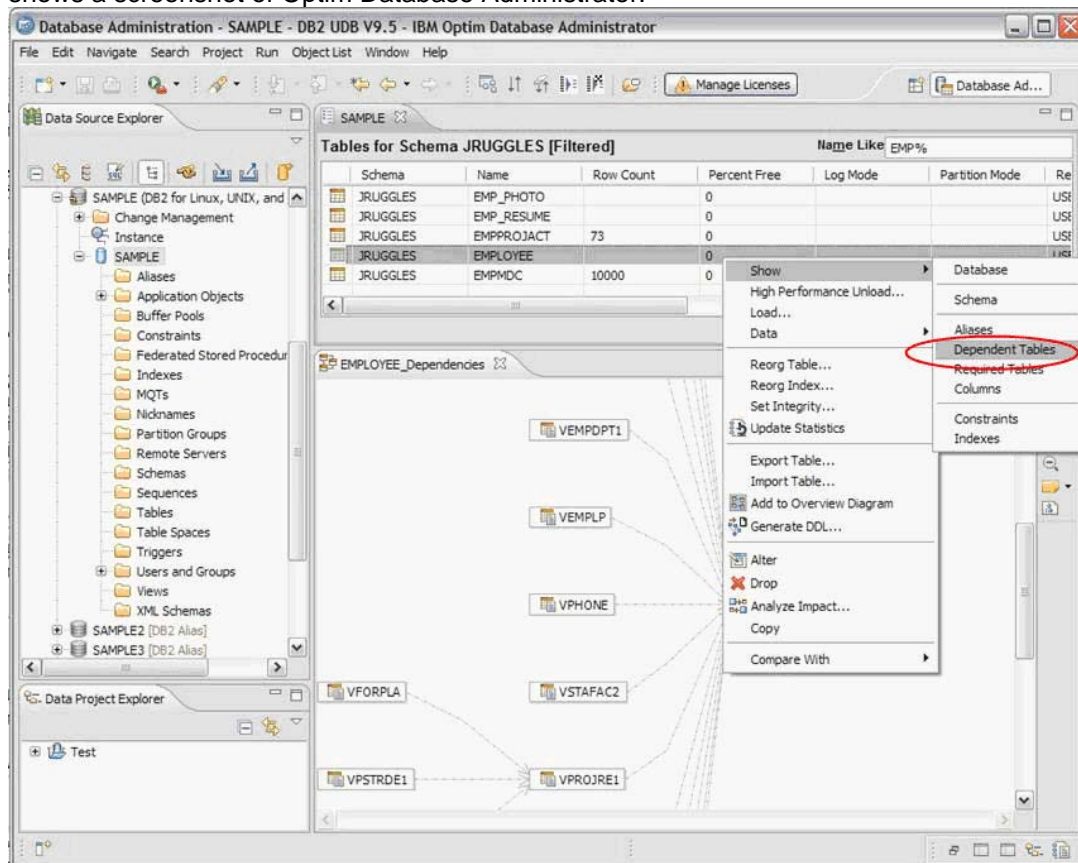 shows a screenshot of Optim Database Administrator.
Database Administration - SAMPLE - DB2 UDB V9.5 - IBM Optim Database Administrator
File Edit Navigate Search Project Run Object List Window Help
Manage Licenses
Database Ad...
Data Source Explorer
SAMPLE (DB2 for Linux, UNIX, and
Change Management
Instance
SAMPLE
Aliases
Application Objects
Buffer Pools
Constraints
Federated Stored Procedur
Indexes
MQTs
Nicknames
Partition Groups
Remote Servers
Schemas
Sequences
Tables
Table Spaces
Triggers
Users and Groups
Views
XML Schemas
SAMPLE2 [DB2 Alias]
SAMPLE3 [DB2 Alias]
Data Project Explorer
Test
SAMPLE
Tables for Schema JRUGGLES [Filtered] Name Like EMP%
Schema Name Row Count Percent Free Log Mode Partition Mode Re
JRUGGLES EMP_PHOTO 0 USE
JRUGGLES EMP_RESUME 0 USE
JRUGGLES EMPPROJACT 73 0 USE
JRUGGLES EMPLOYEE 0 USE
JRUGGLES EMPMDC 10000 0
EMPLOYEE_Dependencies
VEMPDPT1
VEMPLP
VPHONE
VFORPLA VSTAFAC2
VPSTRDE1 VPROJRE1
Show
High Performance Unload...
Load...
Data
Reorg Table...
Reorg Index...
Set Integrity...
Update Statistics
Export Table...
Import Table...
Add to Overview Diagram
Generate DDL...
Alter
Drop
Analyze Impact...
Copy
Compare With
Database
Schema
Aliases
Dependent Tables
Required Tables
Columns
Constraints
Indexes